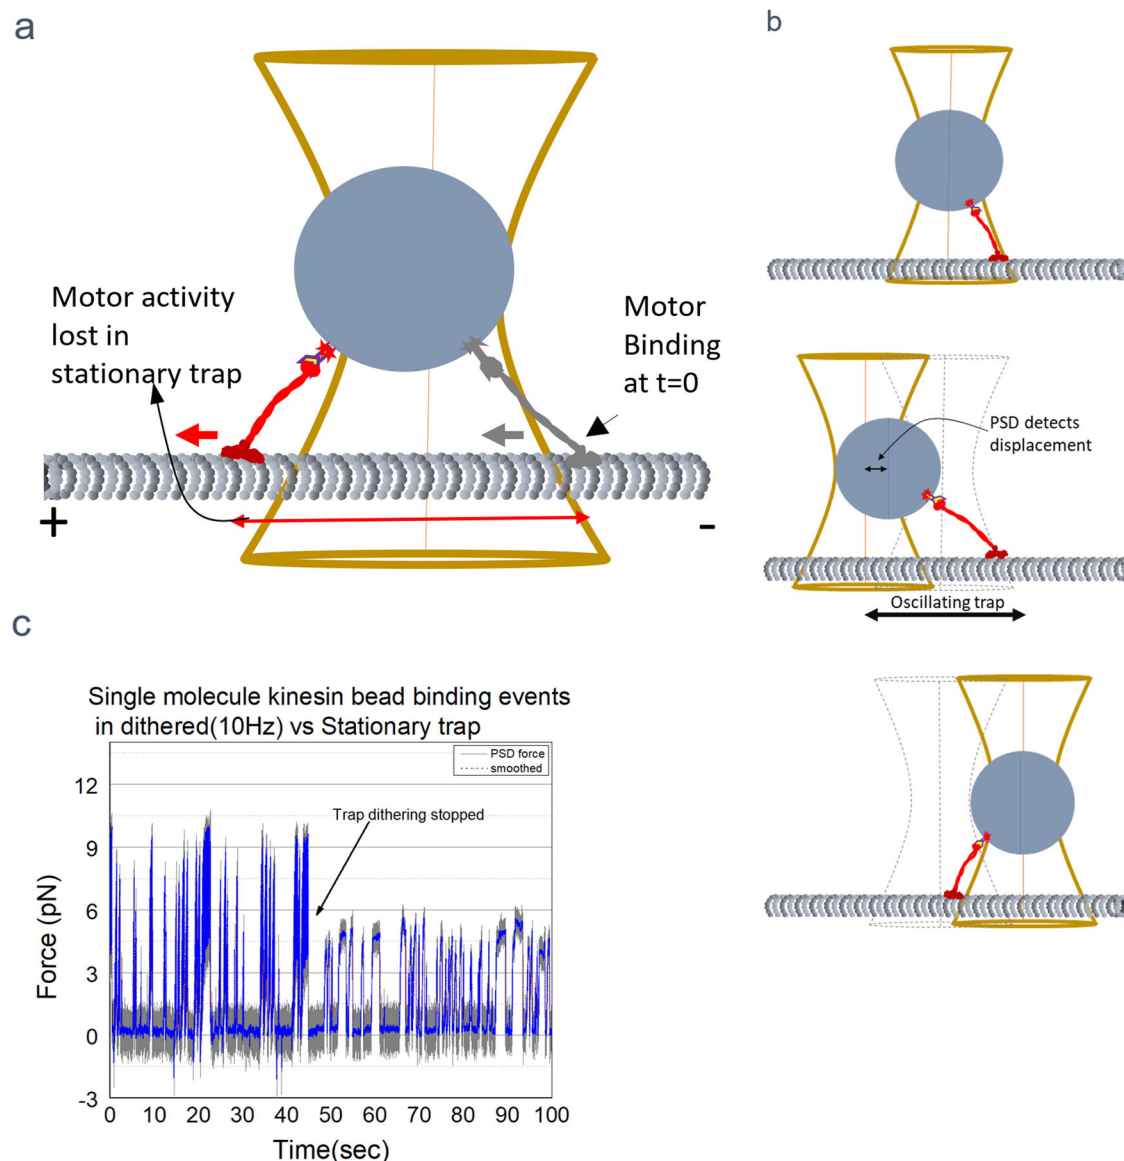 a
Motor activity
lost in
stationary trap
Motor
Binding
at t=0
+
-
b
PSD detects
displacement
Oscillating trap
c
Single molecule kinesin bead binding events
in dithered(10Hz) vs Stationary trap
PSD force
smoothed
Trap dithering stopped
12
9
6
3
0
-3
Force (pN)
0 10 20 30 40 50 60 70 80 90 100
Time(sec)